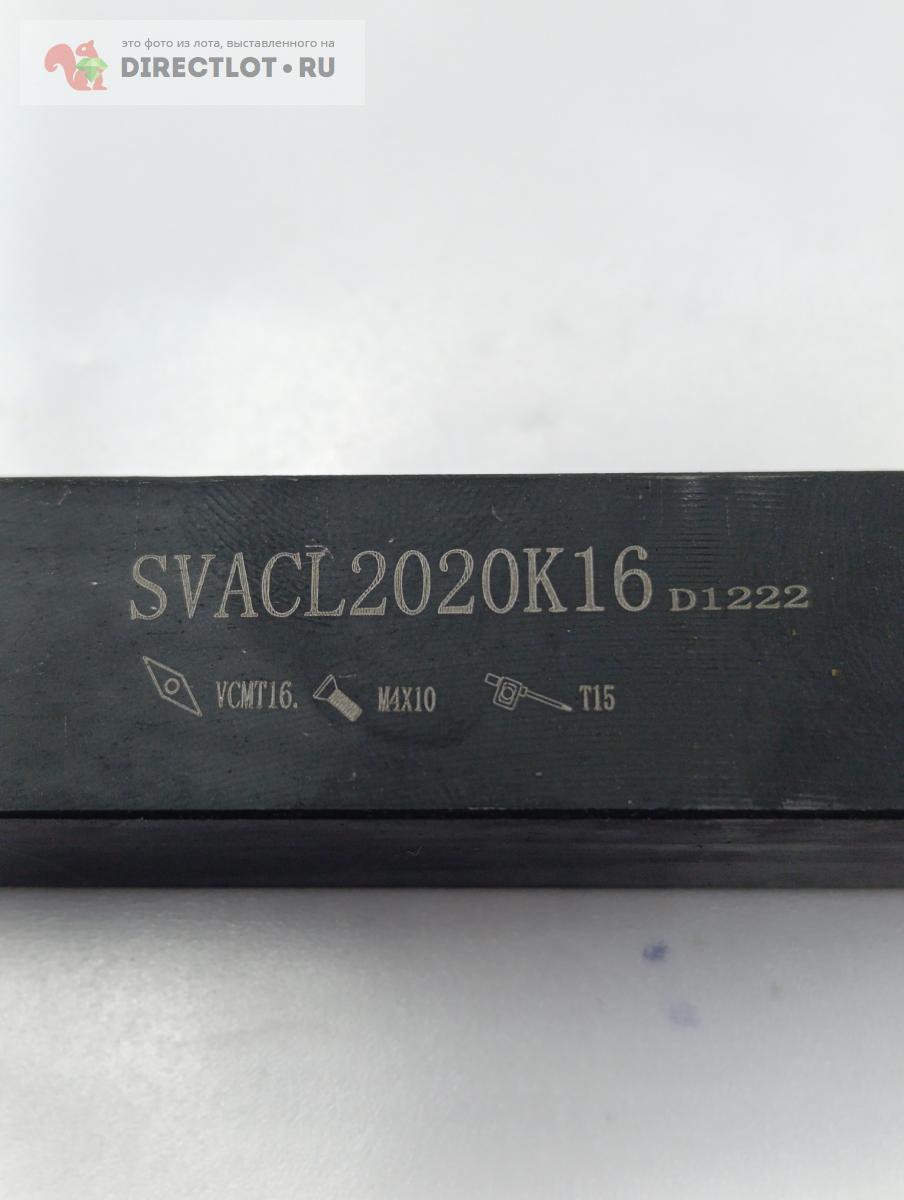 это фото из лота, выставленного на
DIRECTLOT•RU
SVACL2020K16 D1222
VCMT16. M4X10 T15